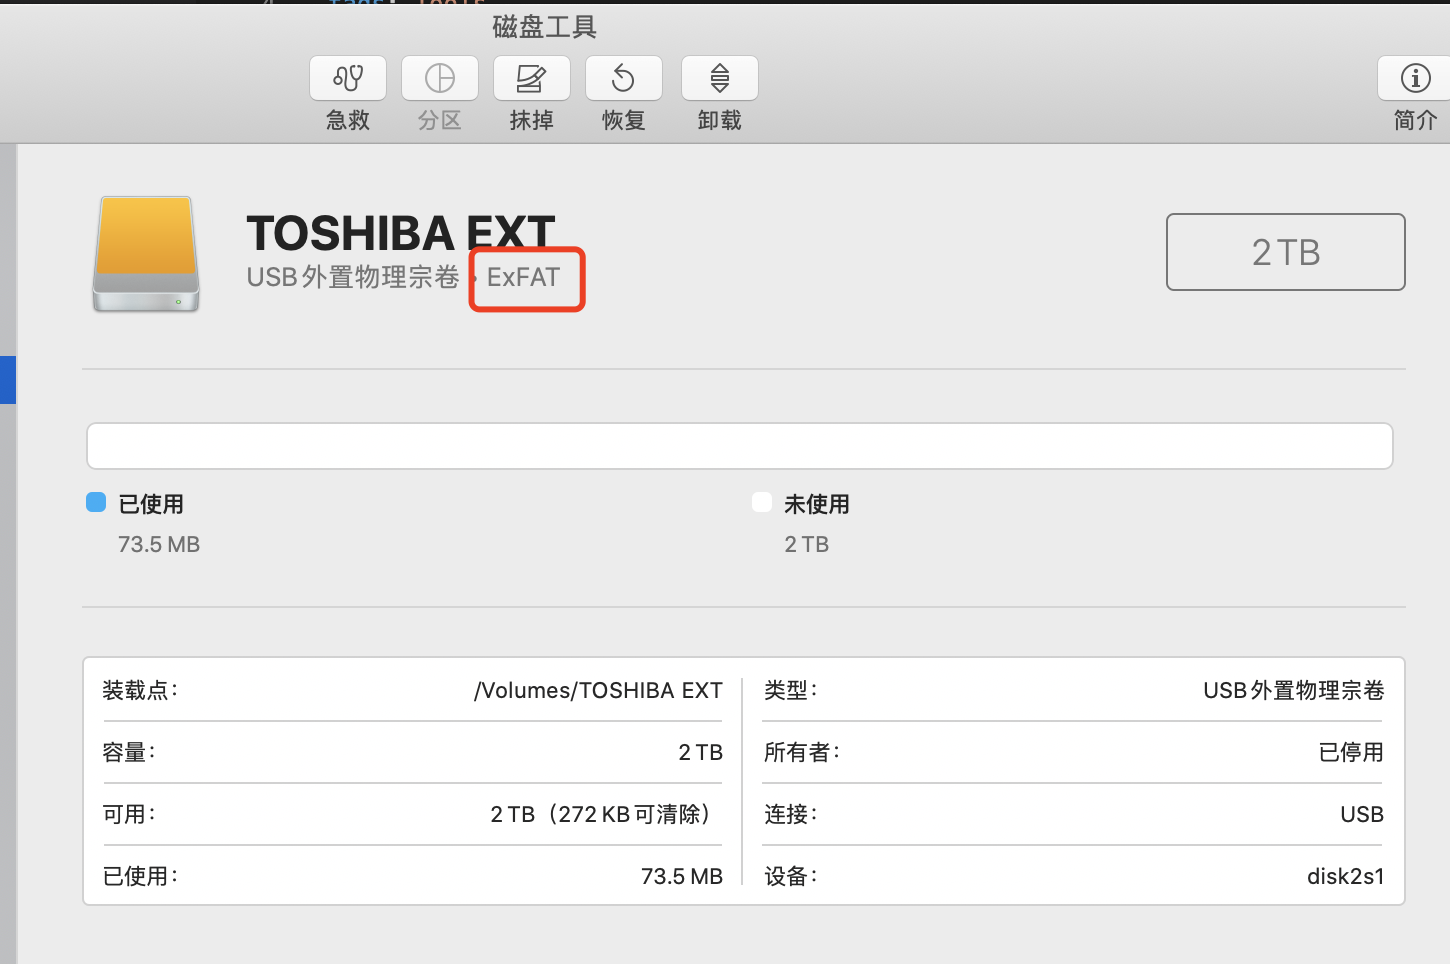 4 tags: Tools
磁盘工具
急救 分区 抹掉 恢复 卸载 简介
TOSHIBA EXT
USB外置物理宗卷 · ExFAT
2 TB
已使用 未使用
73.5 MB 2 TB
装载点： /Volumes/TOSHIBA EXT 类型： USB外置物理宗卷
容量： 2 TB 所有者： 已停用
可用： 2 TB（272 KB可清除） 连接： USB
已使用： 73.5 MB 设备： disk2s1